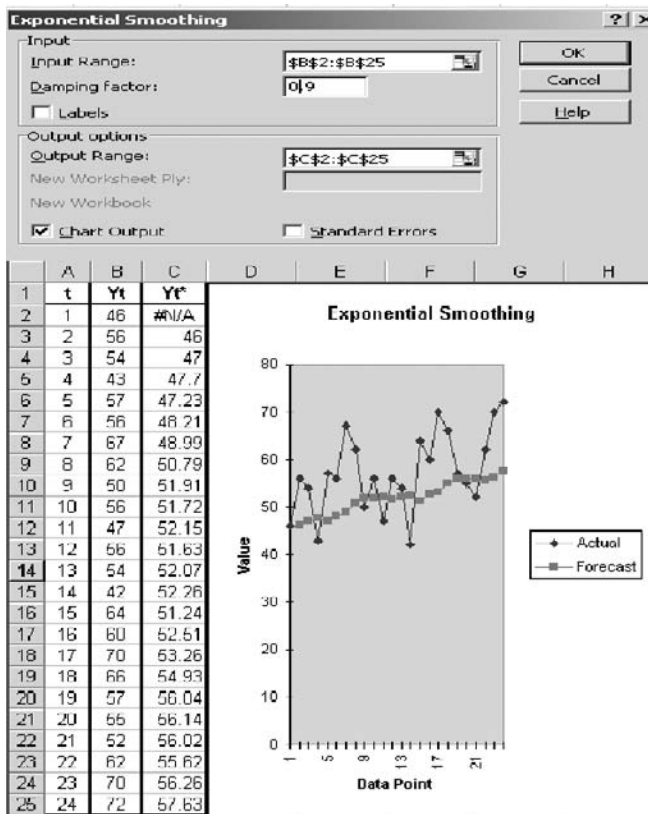 Exponential Smoothing
Input
Input Range: $B$2:$B$25
Damping factor: 0.9
Labels
OK
Cancel
Help
Output options
Output Range: $C$2:$C$25
New Worksheet Ply:
New Workbook
Chart Output
Standard Errors
A B C D E F G H
1 t Yt Yt*
2 1 46 #N/A
3 2 56 46
4 3 54 47
5 4 43 47.7
6 5 57 47.23
7 6 56 48.21
8 7 67 48.99
9 8 62 50.79
10 9 50 51.91
11 10 56 51.72
12 11 47 52.15
13 12 56 51.63
14 13 54 52.07
15 14 42 52.26
16 15 64 51.24
17 16 60 52.51
18 17 70 53.26
19 18 66 54.93
20 19 57 56.04
21 20 55 56.14
22 21 52 56.02
23 22 62 55.62
24 23 70 56.26
25 24 72 57.63
Exponential Smoothing
Value
80
70
60
50
40
30
20
10
0
1 5 9 13 17 21
Data Point
Actual
Forecast